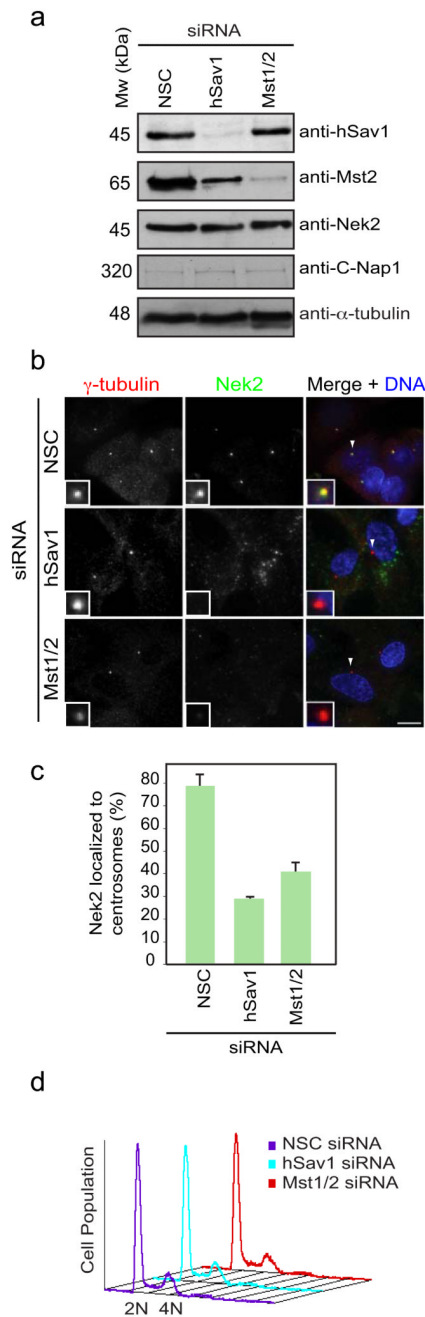 a
siRNA
Mw (kDa)
NSC
hSav1
Mst1/2
45 anti-hSav1
65 anti-Mst2
45 anti-Nek2
320 anti-C-Nap1
48 anti-α-tubulin
b
γ-tubulin Nek2 Merge + DNA
siRNA
NSC
hSav1
Mst1/2
c
Nek2 localized to
centrosomes (%)
80
70
60
50
40
30
20
10
0
NSC
hSav1
Mst1/2
siRNA
d
Cell Population
NSC siRNA
hSav1 siRNA
Mst1/2 siRNA
2N 4N